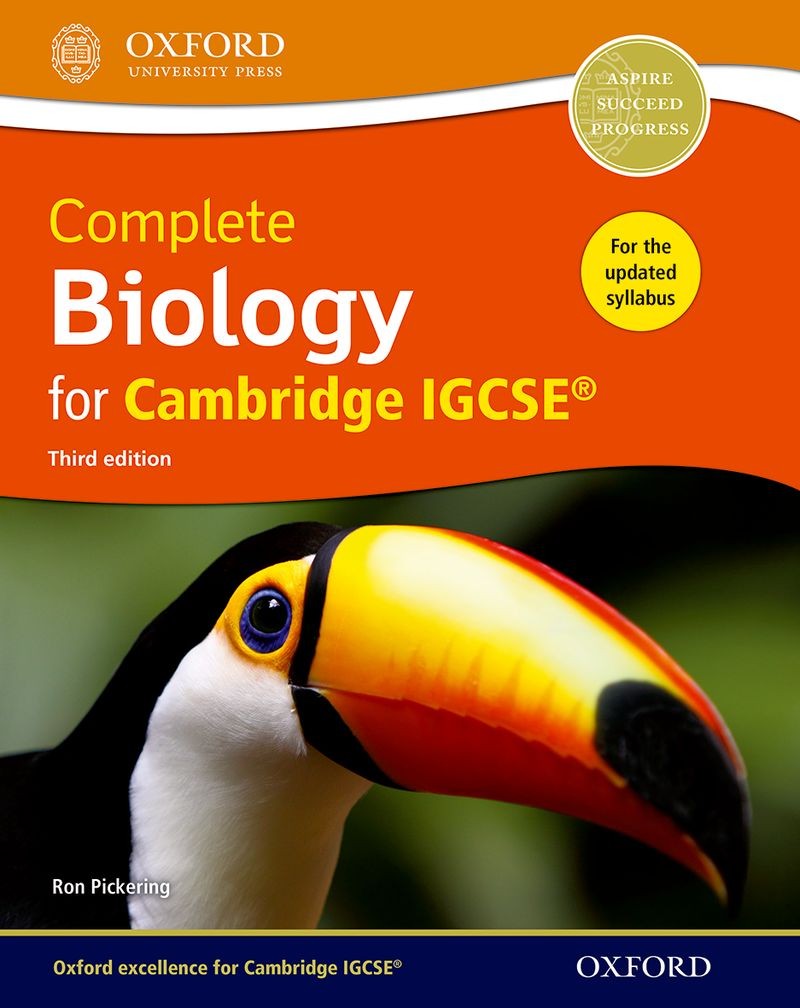 OXFORD
UNIVERSITY PRESS
ASPIRE
SUCCEED
PROGRESS
Complete
Biology
for Cambridge IGCSE®
Third edition
For the
updated
syllabus
Ron Pickering
Oxford excellence for Cambridge IGCSE®
OXFORD